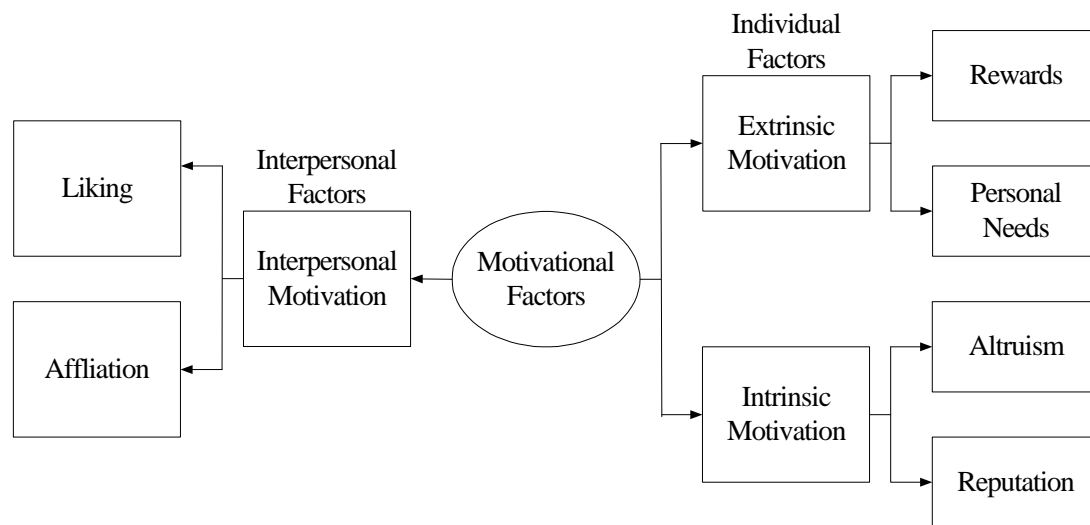 Individual
Factors
Rewards
Extrinsic
Motivation
Personal
Needs
Liking
Interpersonal
Factors
Interpersonal
Motivation
Motivational
Factors
Affliation
Altruism
Intrinsic
Motivation
Reputation